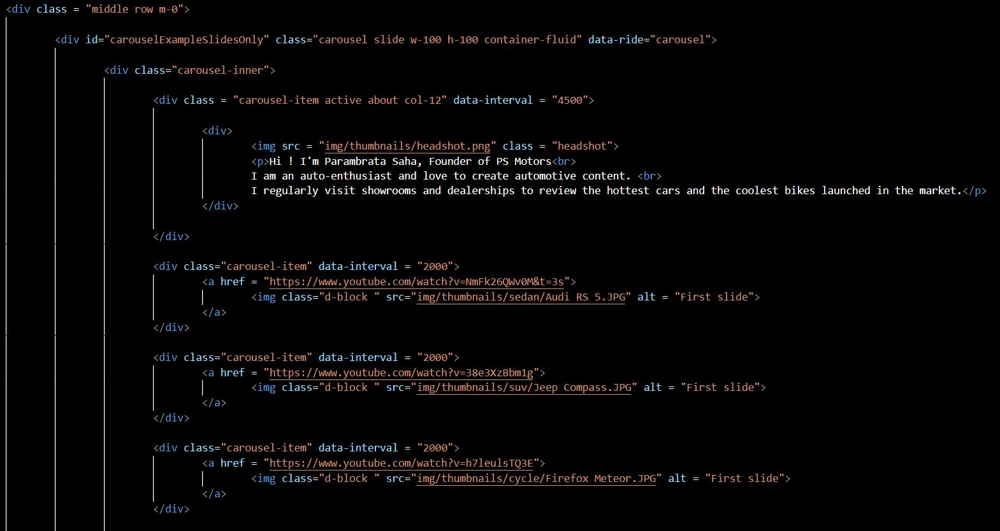 <div class = "middle row m-0">
<div id="carouselExampleSlidesOnly" class="carousel slide w-100 h-100 container-fluid" data-ride="carousel">
<div class="carousel-inner">
<div class = "carousel-item active about col-12" data-interval = "4500">
<div>
<img src = "img/thumbnails/headshot.png" class = "headshot">
<p>Hi ! I'm Parambrata Saha, Founder of PS Motors<br>
I am an auto-enthusiast and love to create automotive content. <br>
I regularly visit showrooms and dealerships to review the hottest cars and the coolest bikes launched in the market.</p>
</div>
</div>
<div class="carousel-item" data-interval = "2000">
<a href = "https://www.youtube.com/watch?v=NmFk26QWv0M&t=3s">
<img class="d-block " src="img/thumbnails/sedan/Audi RS 5.JPG" alt = "First slide">
</a>
</div>
<div class="carousel-item" data-interval = "2000">
<a href = "https://www.youtube.com/watch?v=38e3XzBbm1g">
<img class="d-block " src="img/thumbnails/suv/Jeep Compass.JPG" alt = "First slide">
</a>
</div>
<div class="carousel-item" data-interval = "2000">
<a href = "https://www.youtube.com/watch?v=h7leulsTQ3E">
<img class="d-block " src="img/thumbnails/cycle/Firefox Meteor.JPG" alt = "First slide">
</a>
</div>